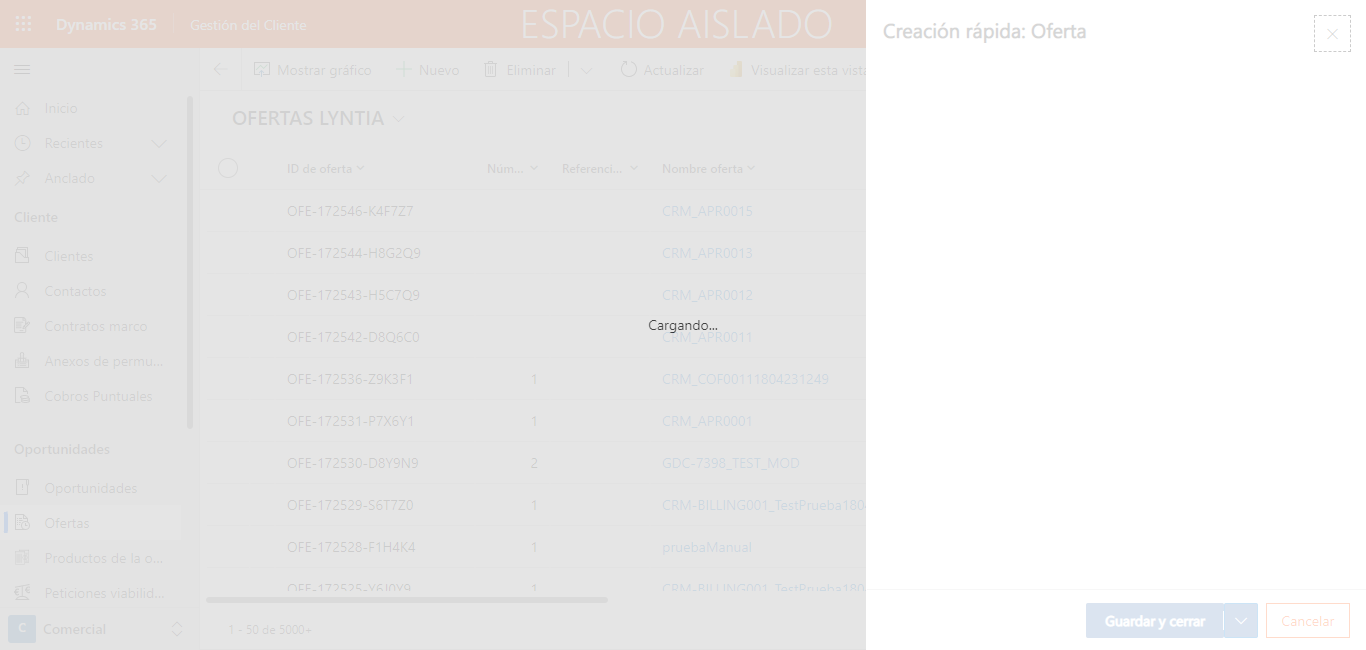 Dynamics 365
Gestión del Cliente
ESPACIO AISLADO
Creación rápida: Oferta
Mostrar gráfico
Nuevo
Eliminar
Actualizar
Visualizar esta vista
Inicio
Recientes
Anclado
Cliente
Clientes
Contactos
Contratos marco
Anexos de permu...
Cobros Puntuales
Oportunidades
Oportunidades
Ofertas
Productos de la o...
Peticiones viabilid...
C Comercial
OFERTAS LYNTIA
ID de oferta Núm... Referenci... Nombre oferta
OFE-172546-K4F7Z7 CRM_APR0015
OFE-172544-H8G2Q9 CRM_APR0013
OFE-172543-H5C7Q9 CRM_APR0012
Cargando...
OFE-172542-D8Q6C0 CRM_APR0011
OFE-172536-Z9K3F1 1 CRM_COF00111804231249
OFE-172531-P7X6Y1 1 CRM_APR0001
OFE-172530-D8Y9N9 2 GDC-7398_TEST_MOD
OFE-172529-S6T7Z0 1 CRM-BILLING001_TestPrueba180
OFE-172528-F1H4K4 1 pruebaManual
OFE-172525-Y6J0Y9 1 CRM-BILLING001_TestPrueba180
1 - 50 de 5000+
Guardar y cerrar
Cancelar